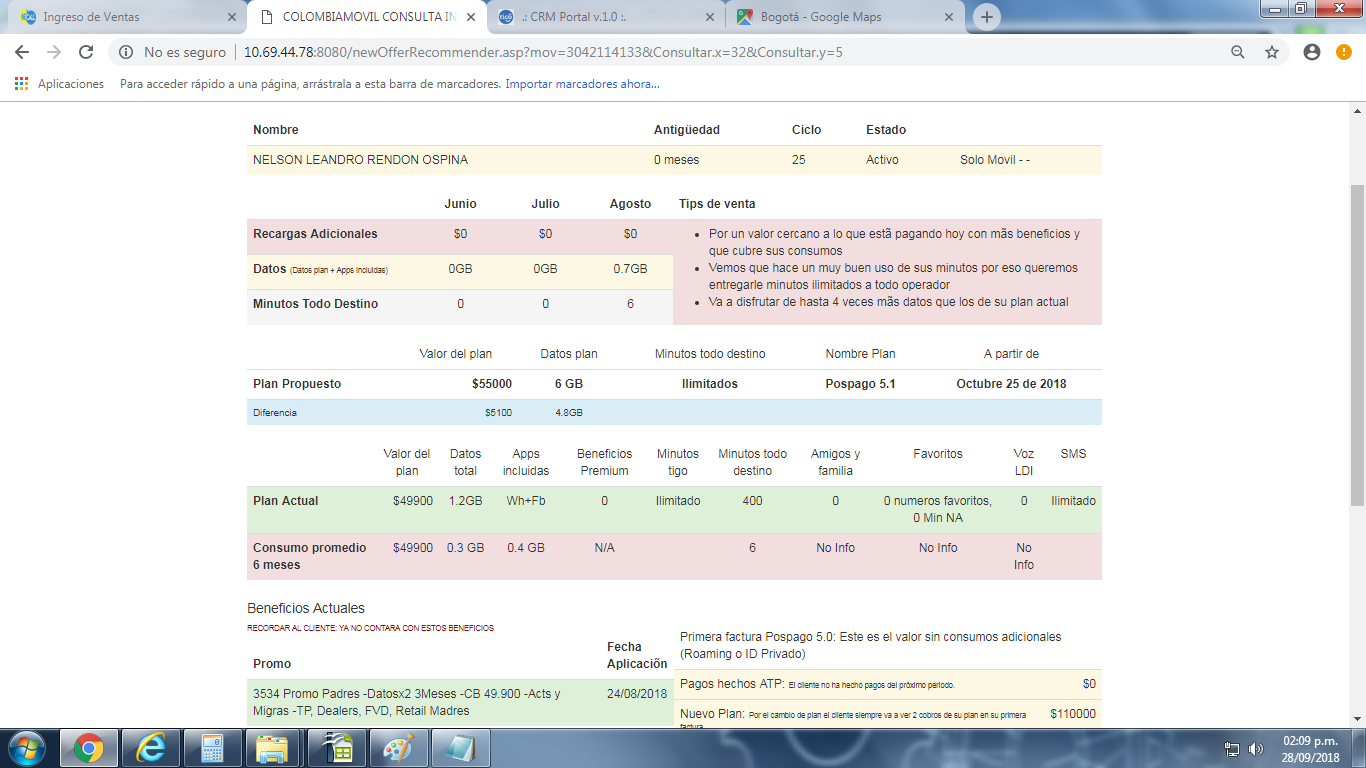 Ingreso de Ventas
COLOMBIAMOVIL CONSULTA IN
.: CRM Portal v.1.0 :.
Bogotá - Google Maps
No es seguro
10.69.44.78:8080/newOfferRecommender.asp?mov=3042114133&Consultar.x=32&Consultar.y=5
Aplicaciones Para acceder rápido a una página, arrástrala a esta barra de marcadores. Importar marcadores ahora...
Nombre Antigüedad Ciclo Estado
NELSON LEANDRO RENDON OSPINA 0 meses 25 Activo Solo Movil - -
Junio Julio Agosto Tips de venta
Recargas Adicionales $0 $0 $0
Datos (Datos plan + Apps incluidas) 0GB 0GB 0.7GB
Minutos Todo Destino 0 0 6
• Por un valor cercano a lo que estã pagando hoy con mãs beneficios y
que cubre sus consumos
• Vemos que hace un muy buen uso de sus minutos por eso queremos
entregarle minutos ilimitados a todo operador
• Va a disfrutar de hasta 4 veces mãs datos que los de su plan actual
Valor del plan Datos plan Minutos todo destino Nombre Plan A partir de
Plan Propuesto $55000 6 GB Ilimitados Pospago 5.1 Octubre 25 de 2018
Diferencia $5100 4.8GB
Valor del Datos Apps Beneficios Minutos Minutos todo Amigos y Favoritos Voz SMS
plan total incluidas Premium tigo destino familia LDI
Plan Actual $49900 1.2GB Wh+Fb 0 Ilimitado 400 0 0 numeros favoritos, 0 Ilimitado
0 Min NA
Consumo promedio $49900 0.3 GB 0.4 GB N/A 6 No Info No Info No
6 meses Info
Beneficios Actuales
RECORDAR AL CLIENTE: YA NO CONTARA CON ESTOS BENEFICIOS
Promo Fecha
Aplicaciõn
3534 Promo Padres -Datosx2 3Meses -CB 49.900 -Acts y 24/08/2018
Migras -TP, Dealers, FVD, Retail Madres
Primera factura Pospago 5.0: Este es el valor sin consumos adicionales
(Roaming o ID Privado)
Pagos hechos ATP: El cliente no ha hecho pagos del próximo periodo. $0
Nuevo Plan: Por el cambio de plan el cliente siempre va a ver 2 cobros de su plan en su primera $110000
factura
02:09 p.m.
28/09/2018